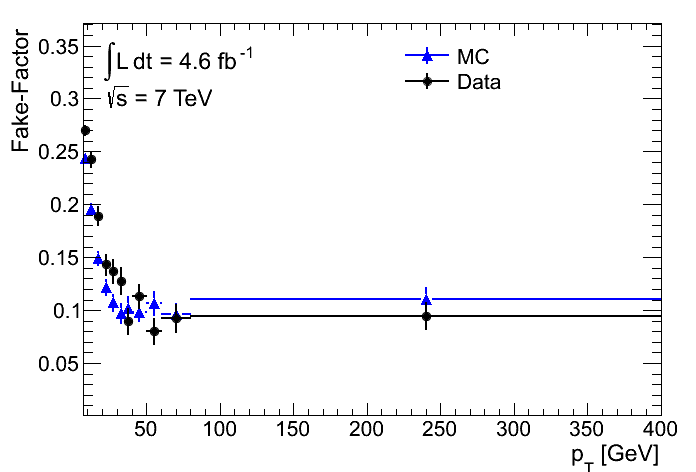 Fake-Factor
∫L dt = 4.6 fb⁻¹
√s = 7 TeV
MC
Data
0.35
0.3
0.25
0.2
0.15
0.1
0.05
50 100 150 200 250 300 350 400
p_T [GeV]